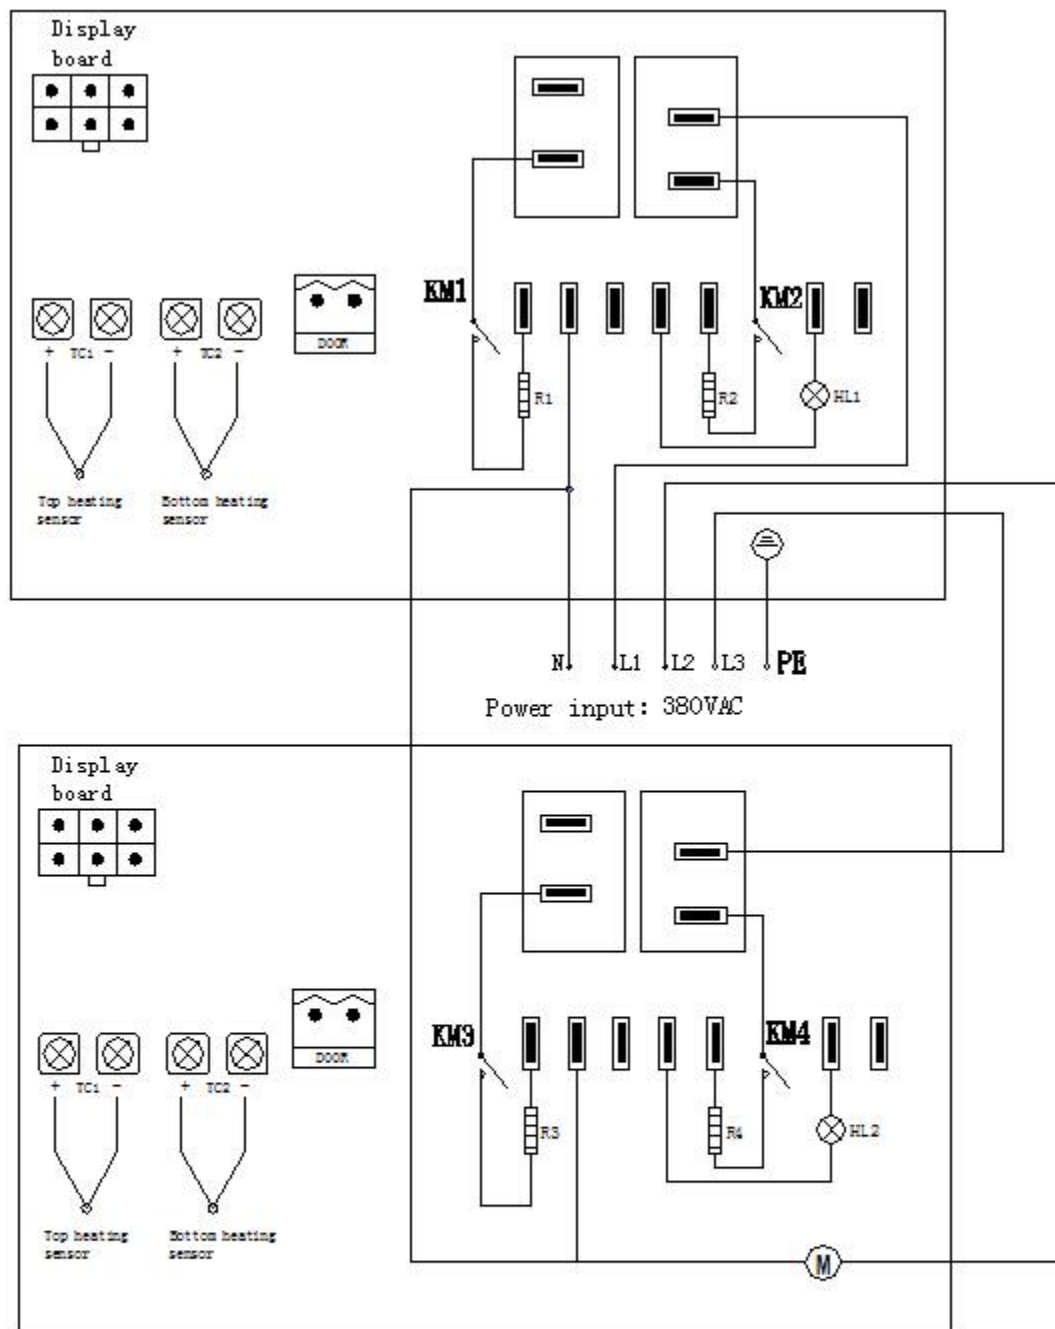 Display
board
KM1
KM2
+ TC1 -
+ TC2 -
DOOR
R1
R2
HL1
Top heating
sensor
Bottom heating
sensor
N
L1
L2
L3
PE
Power input: 380VAC
Display
board
KM3
KM4
+ TC1 -
+ TC2 -
DOOR
R3
R4
HL2
Top heating
sensor
Bottom heating
sensor
M